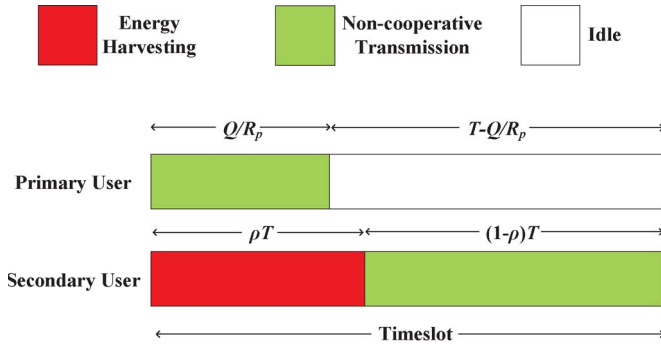 Energy
Harvesting
Non-cooperative
Transmission
Idle
Q/Rp
T-Q/Rp
Primary User
ρT
(1-ρ)T
Secondary User
Timeslot